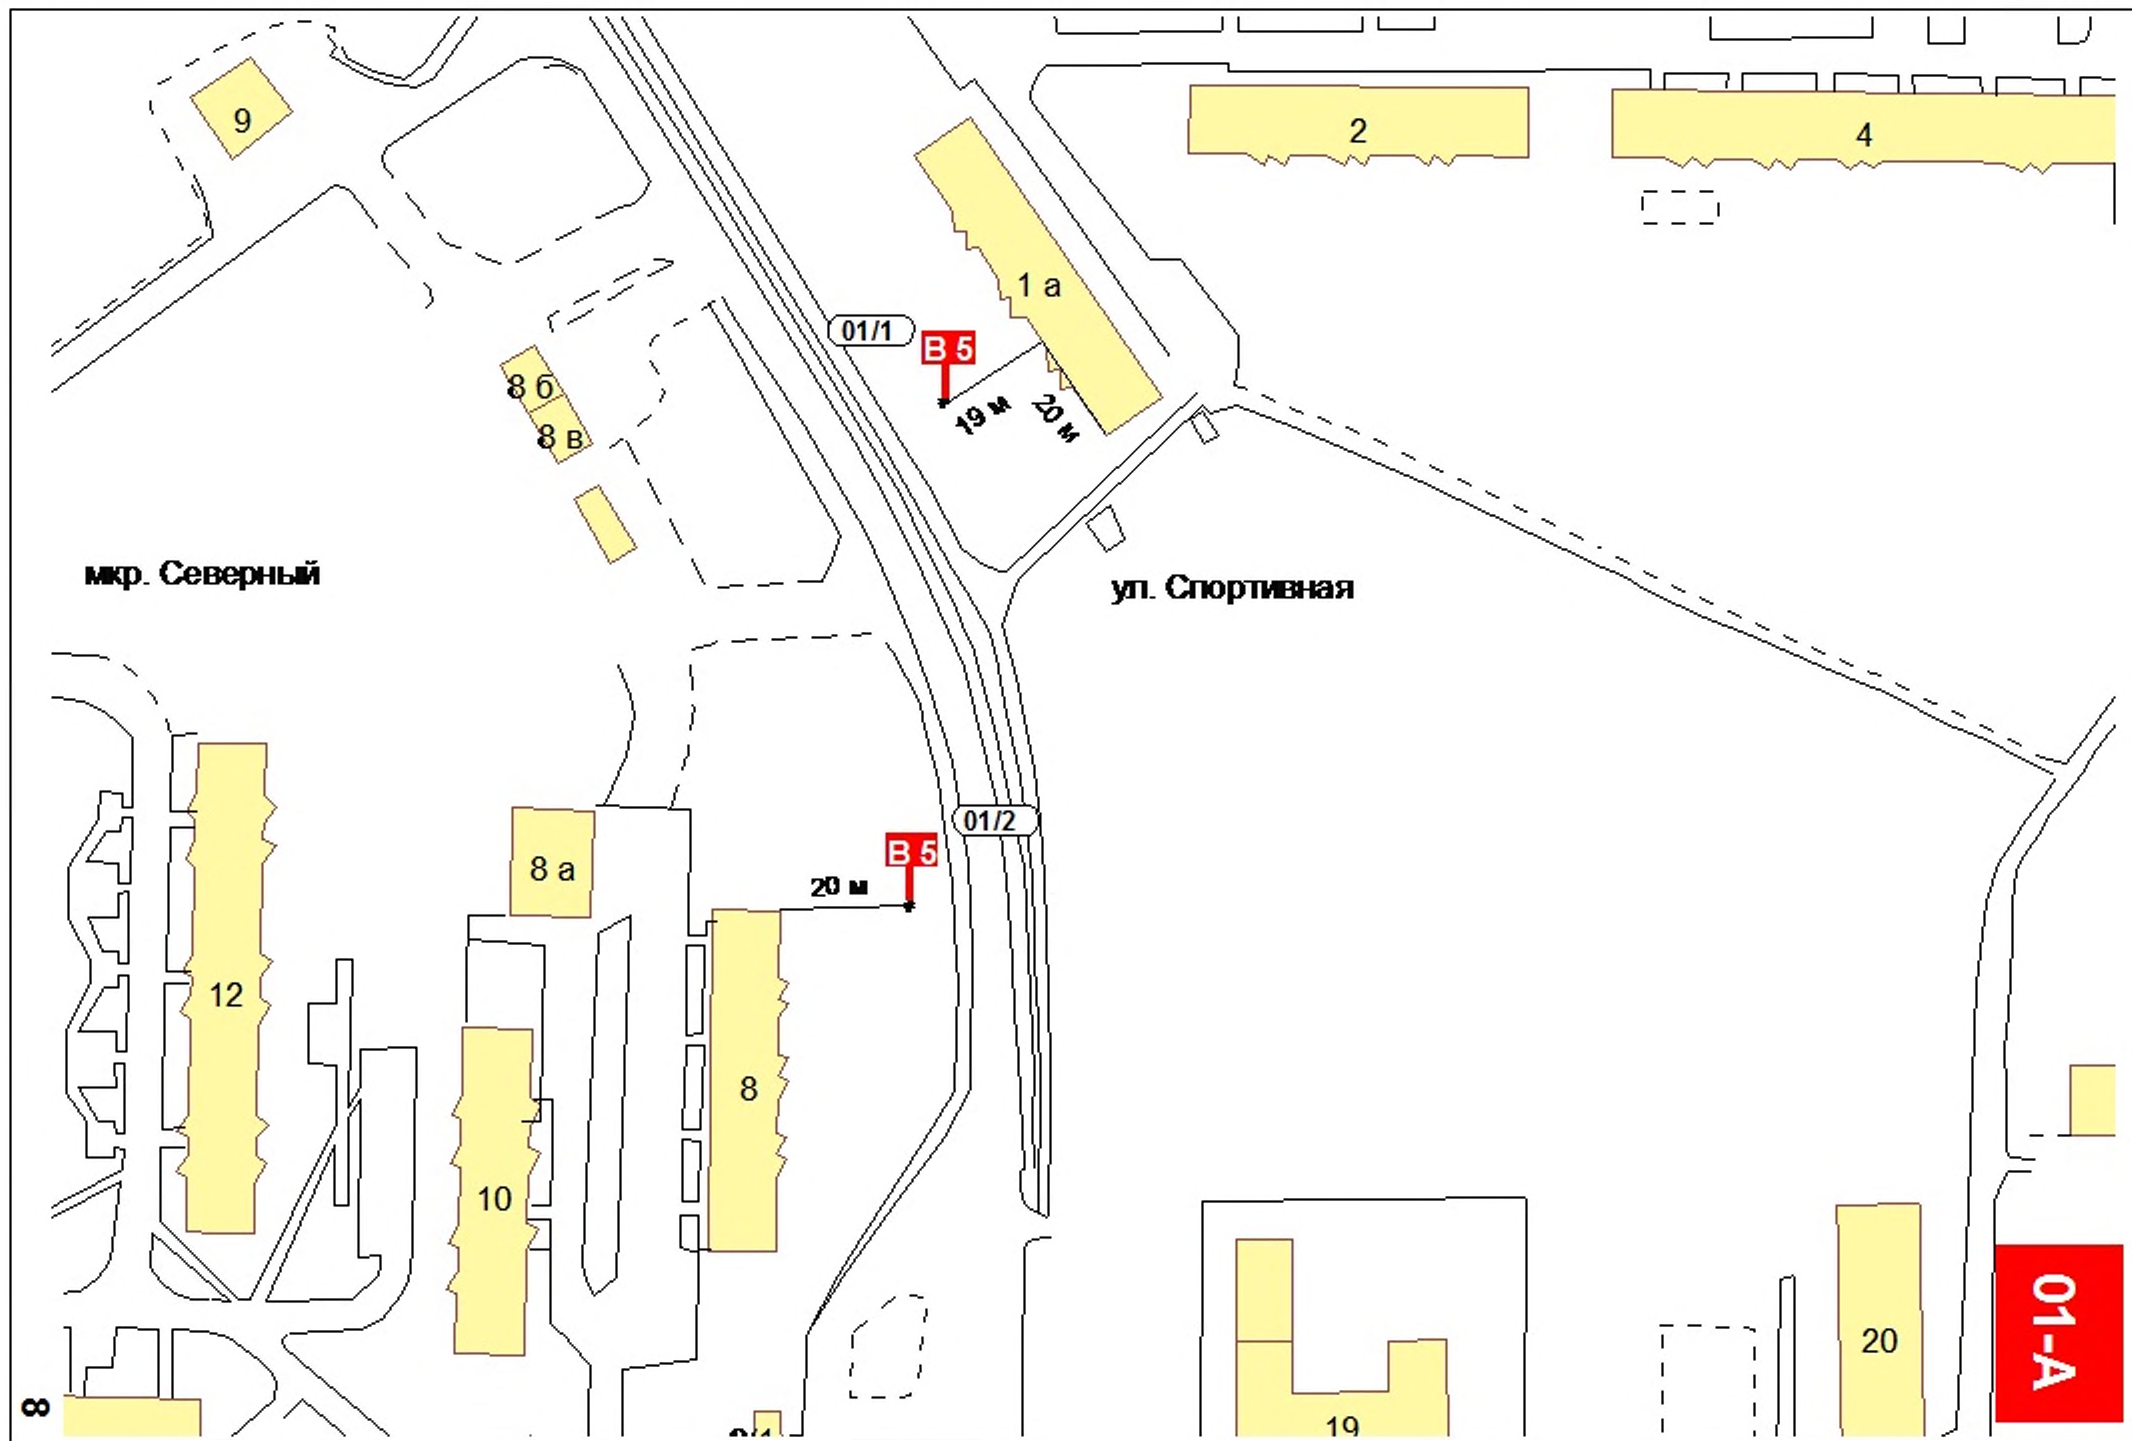 9
2
4
1 а
01/1
B 5
19 м
20 м
8 б
8 в
мкр. Северный
ул. Спортивная
01/2
B 5
20 м
8 а
12
8
10
20
01-А
19
8